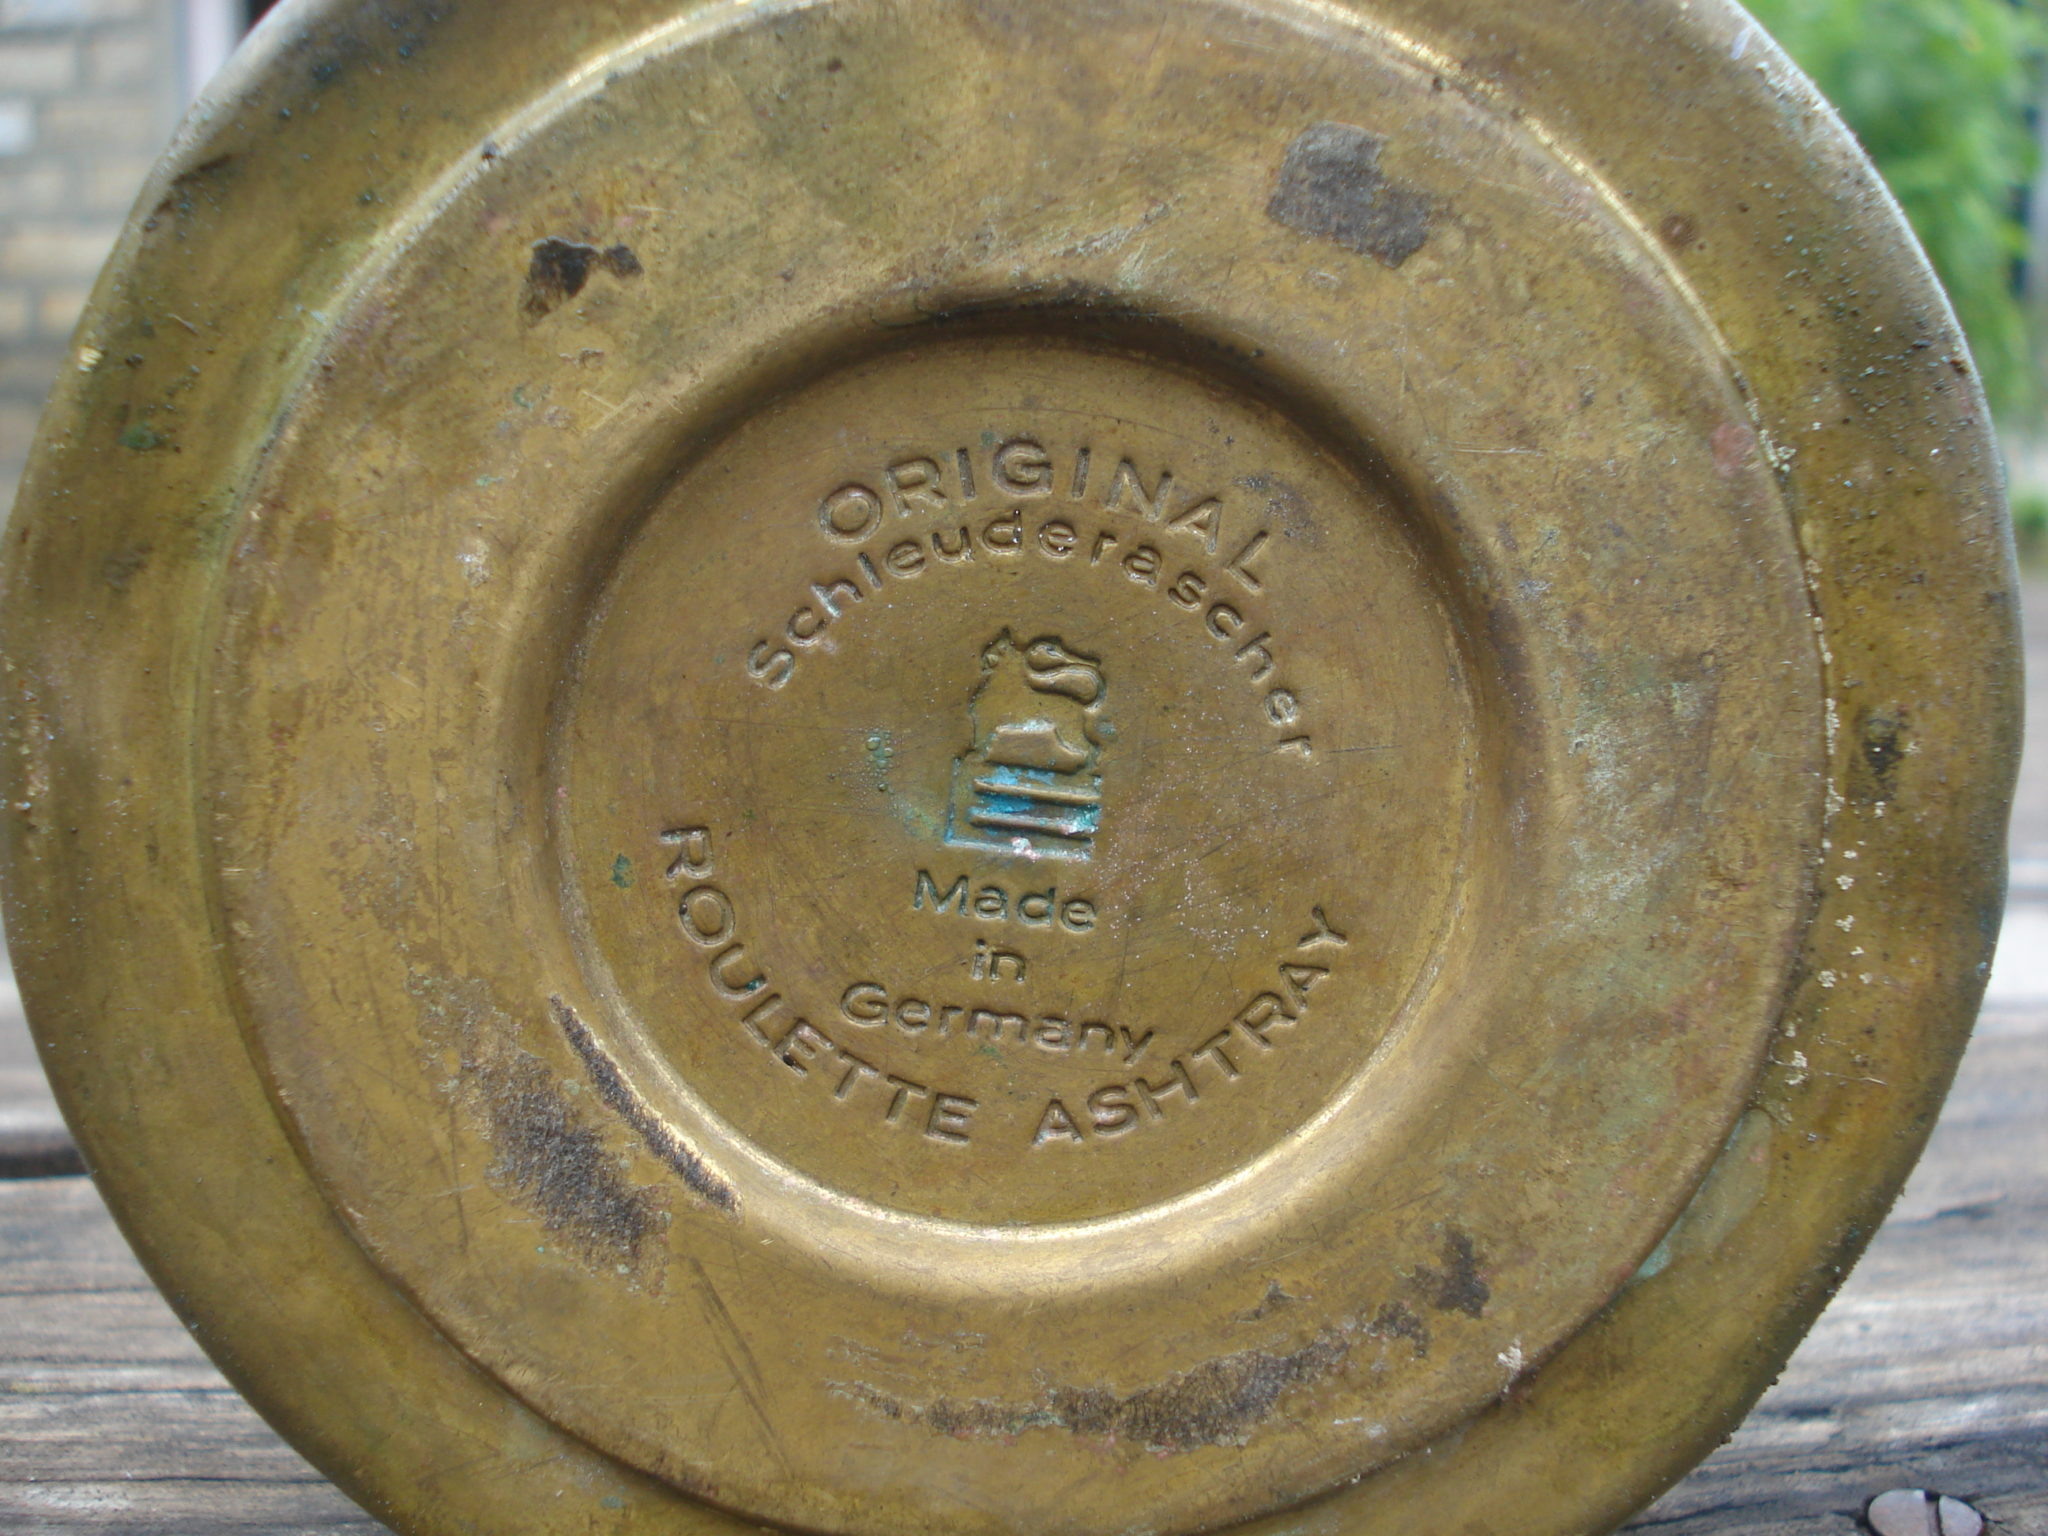 ORIGINAL
Schleuderascher
Made
in
Germany
ROULETTE ASHTRAY